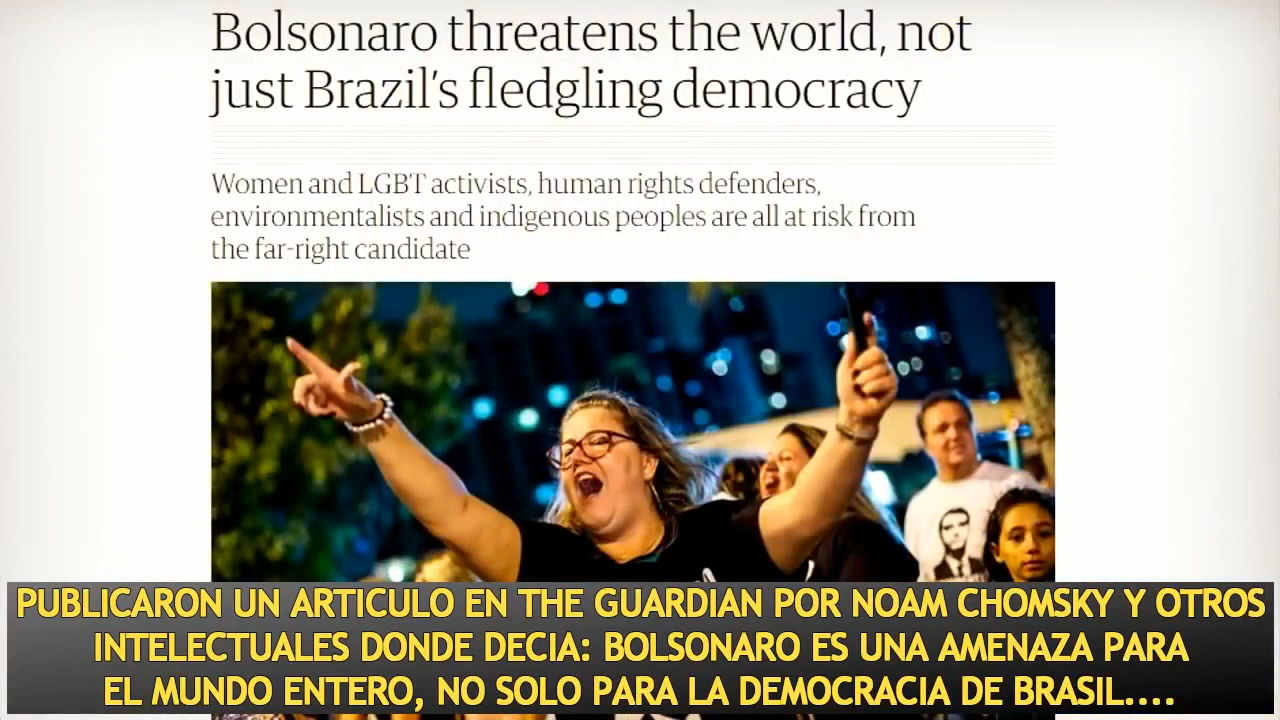 Bolsonaro threatens the world, not
just Brazil's fledgling democracy
Women and LGBT activists, human rights defenders,
environmentalists and indigenous peoples are all at risk from
the far-right candidate
PUBLICARON UN ARTICULO EN THE GUARDIAN POR NOAM CHOMSKY Y OTROS
INTELECTUALES DONDE DECIA: BOLSONARO ES UNA AMENAZA PARA
EL MUNDO ENTERO, NO SOLO PARA LA DEMOCRACIA DE BRASIL....